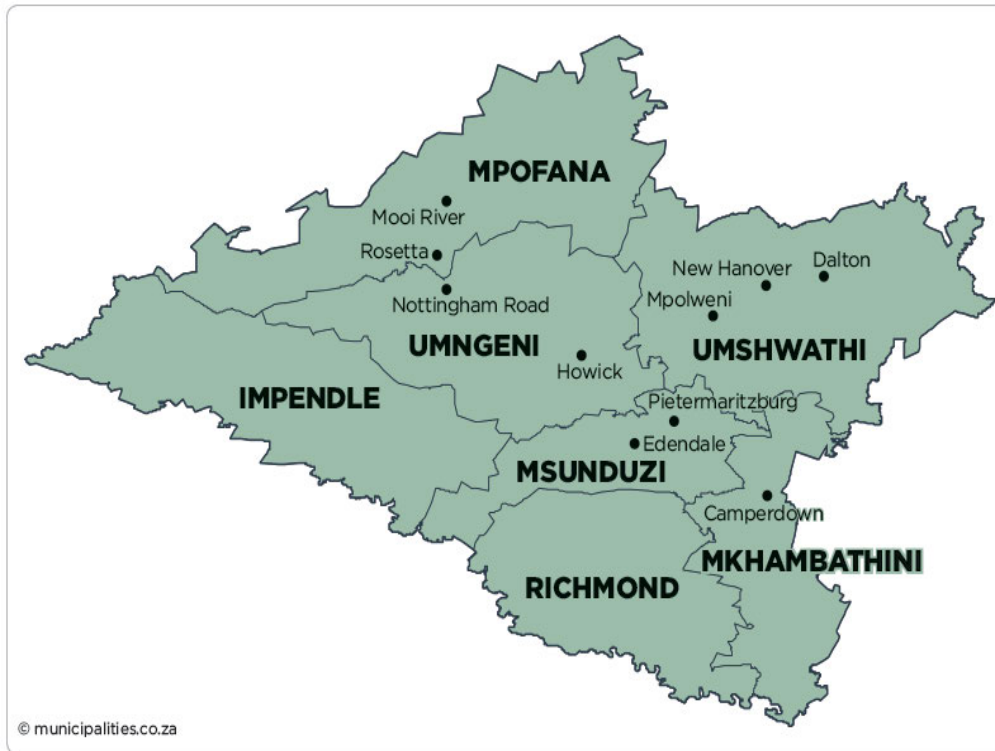 MPOFANA
Mooi River
Rosetta
New Hanover
Dalton
Nottingham Road
Mpolweni
UMNGENI
UMSHWATHI
Howick
IMPENDLE
Pietermaritzburg
Edendale
MSUNDUZI
Camperdown
MKHAMBATHINI
RICHMOND
© municipalities.co.za